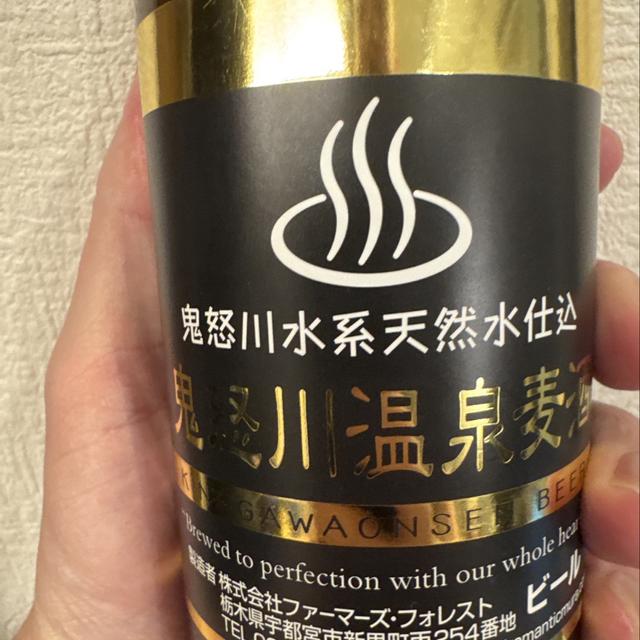 鬼怒川水系天然水仕込
鬼怒川温泉麦酒
KINUGAWAONSEN BEER
"Brewed to perfection with our whole heart
製造者 株式会社ファーマーズ・フォレスト
ビール
栃木県宇都宮市新里町丙254番地
TEL